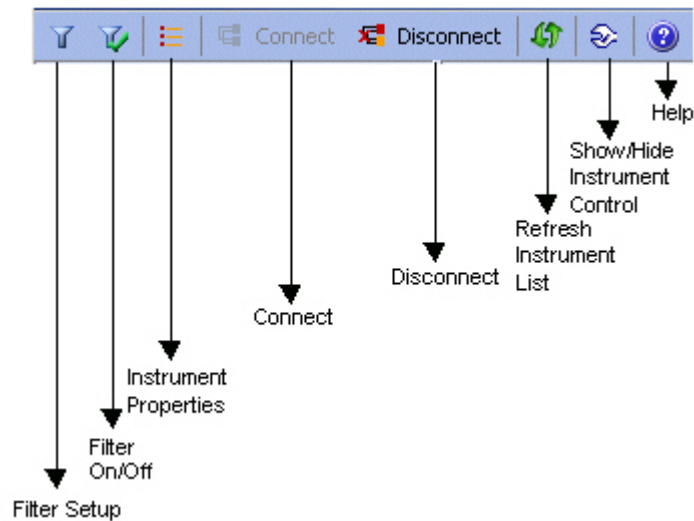 Connect Disconnect
Help
Show/Hide
Instrument
Control
Refresh
Instrument
List
Disconnect
Connect
Instrument
Properties
Filter
On/Off
Filter Setup